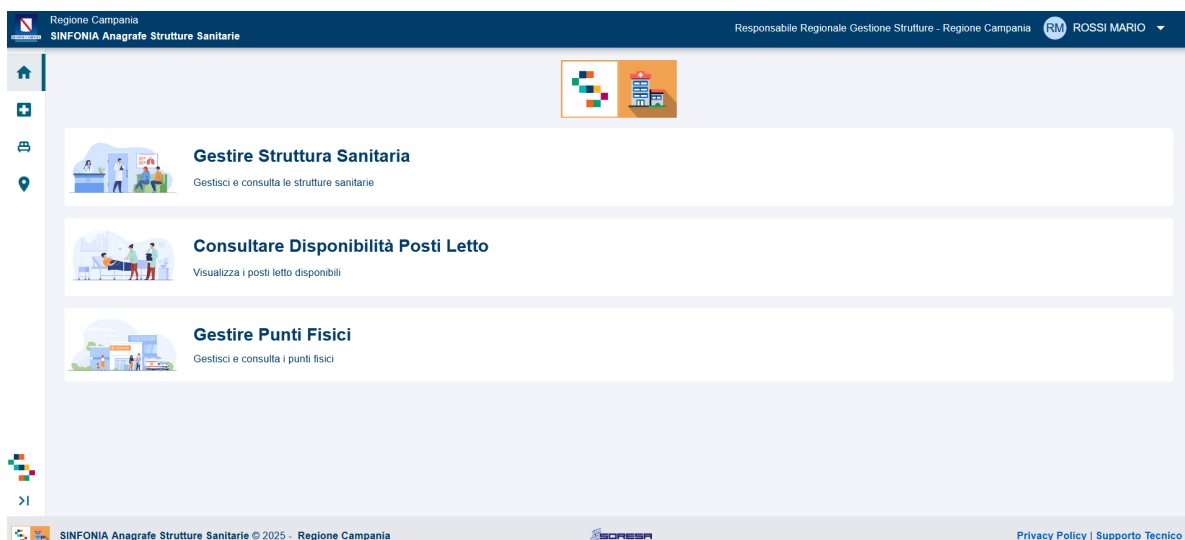 Regione Campania
SINFONIA Anagrafe Strutture Sanitarie
Responsabile Regionale Gestione Strutture - Regione Campania RM ROSSI MARIO
Gestire Struttura Sanitaria
Gestisci e consulta le strutture sanitarie
Consultare Disponibilità Posti Letto
Visualizza i posti letto disponibili
Gestire Punti Fisici
Gestisci e consulta i punti fisici
SINFONIA Anagrafe Strutture Sanitarie © 2025 - Regione Campania
SORESA
Privacy Policy | Supporto Tecnico